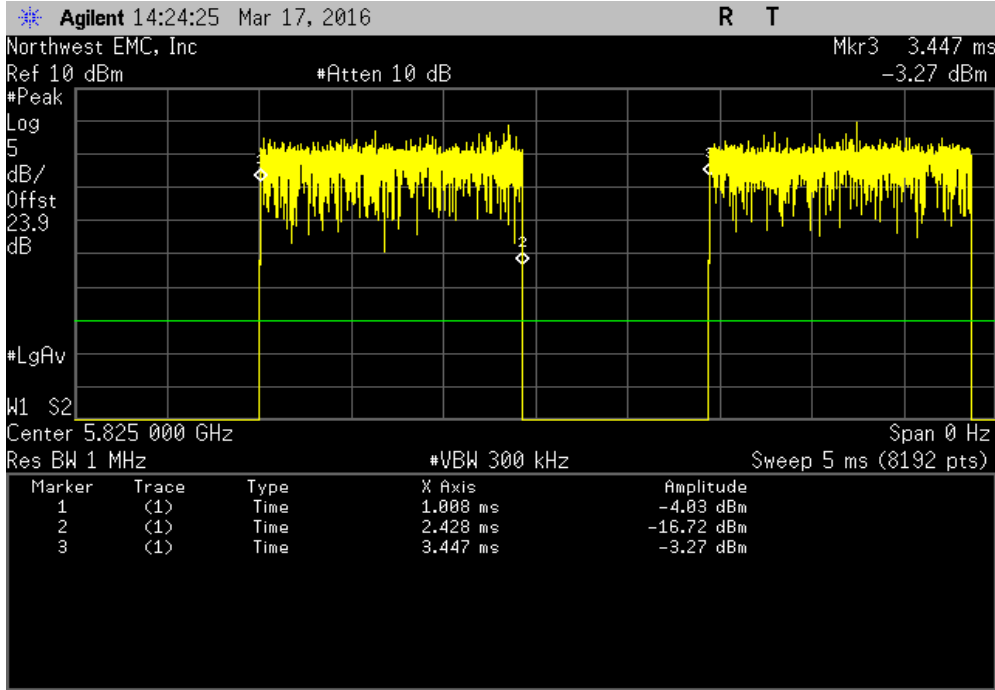 Agilent 14:24:25 Mar 17, 2016 R T
Northwest EMC, Inc Mkr3 3.447 ms
Ref 10 dBm #Atten 10 dB -3.27 dBm
#Peak
Log
5
dB/
Offst
23.9
dB
1
2
3
#LgAv
W1 S2
Center 5.825 000 GHz Span 0 Hz
Res BW 1 MHz #VBW 300 kHz Sweep 5 ms (8192 pts)
Marker Trace Type X Axis Amplitude
1 (1) Time 1.008 ms -4.03 dBm
2 (1) Time 2.428 ms -16.72 dBm
3 (1) Time 3.447 ms -3.27 dBm